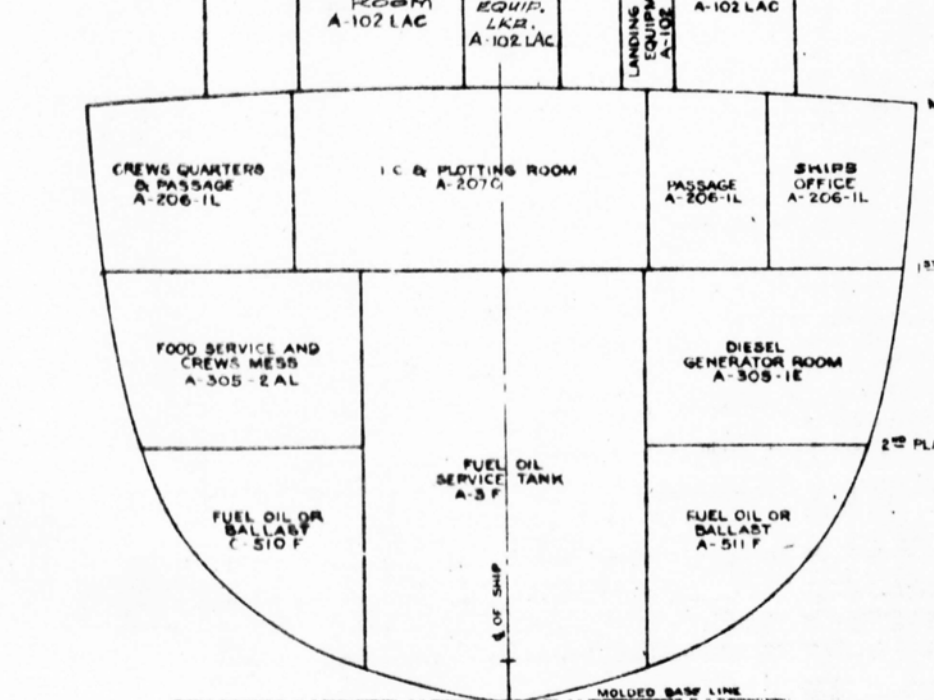 ROOM
A-102 LAC
EQUIP.
LKR.
A-102 LAC
LANDING
EQUIPM
A-102
A-102 LAC
CREWS QUARTERS
& PASSAGE
A-206-1L
I C & PLOTTING ROOM
A-207C
PASSAGE
A-206-1L
SHIPS
OFFICE
A-206-1L
1ST
FOOD SERVICE AND
CREWS MESS
A-305-2AL
DIESEL
GENERATOR ROOM
A-305-1E
2ND PLA
FUEL OIL
SERVICE TANK
A-5 F
FUEL OIL OR
BALLAST
C-510 F
FUEL OIL OR
BALLAST
A-511 F
℄ OF SHIP
MOLDED BASE LINE